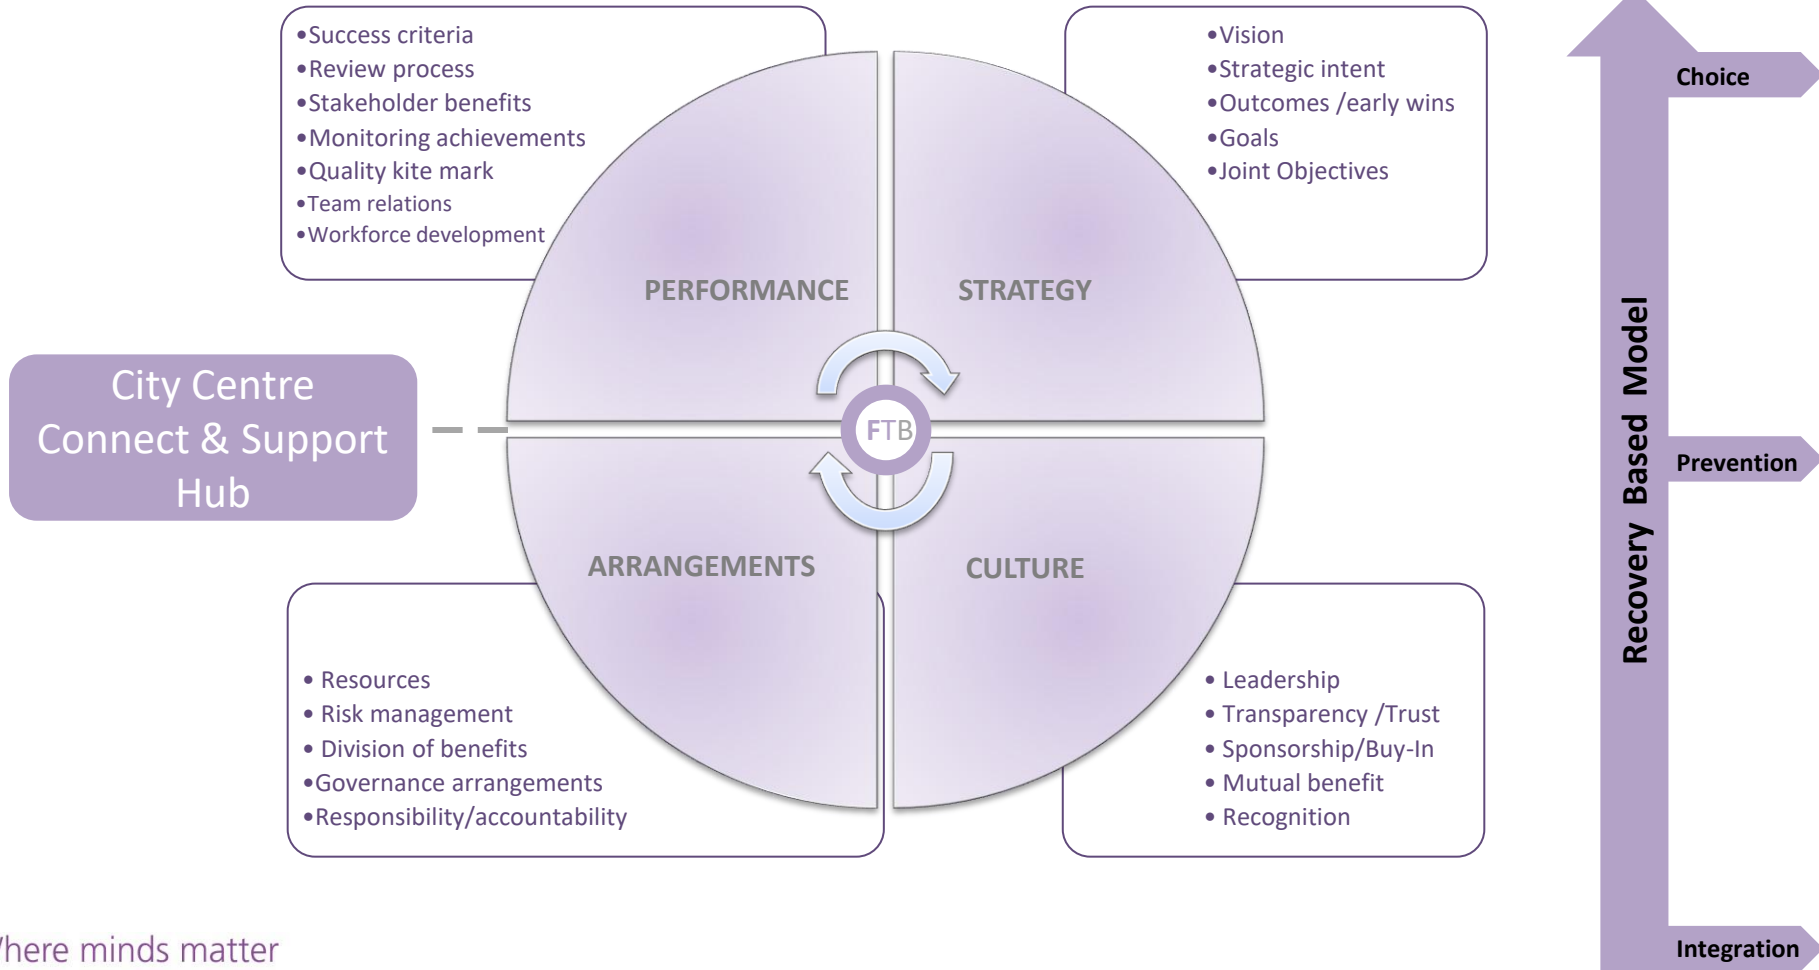 •Success criteria
•Review process
•Stakeholder benefits
•Monitoring achievements
•Quality kite mark
•Team relations
•Workforce development
•Vision
•Strategic intent
•Outcomes /early wins
•Goals
•Joint Objectives
PERFORMANCE
STRATEGY
City Centre
Connect & Support
Hub
FTB
ARRANGEMENTS
CULTURE
• Resources
• Risk management
• Division of benefits
•Governance arrangements
•Responsibility/accountability
• Leadership
• Transparency /Trust
• Sponsorship/Buy-In
• Mutual benefit
• Recognition
Recovery Based Model
Choice
Prevention
Integration
here minds matter